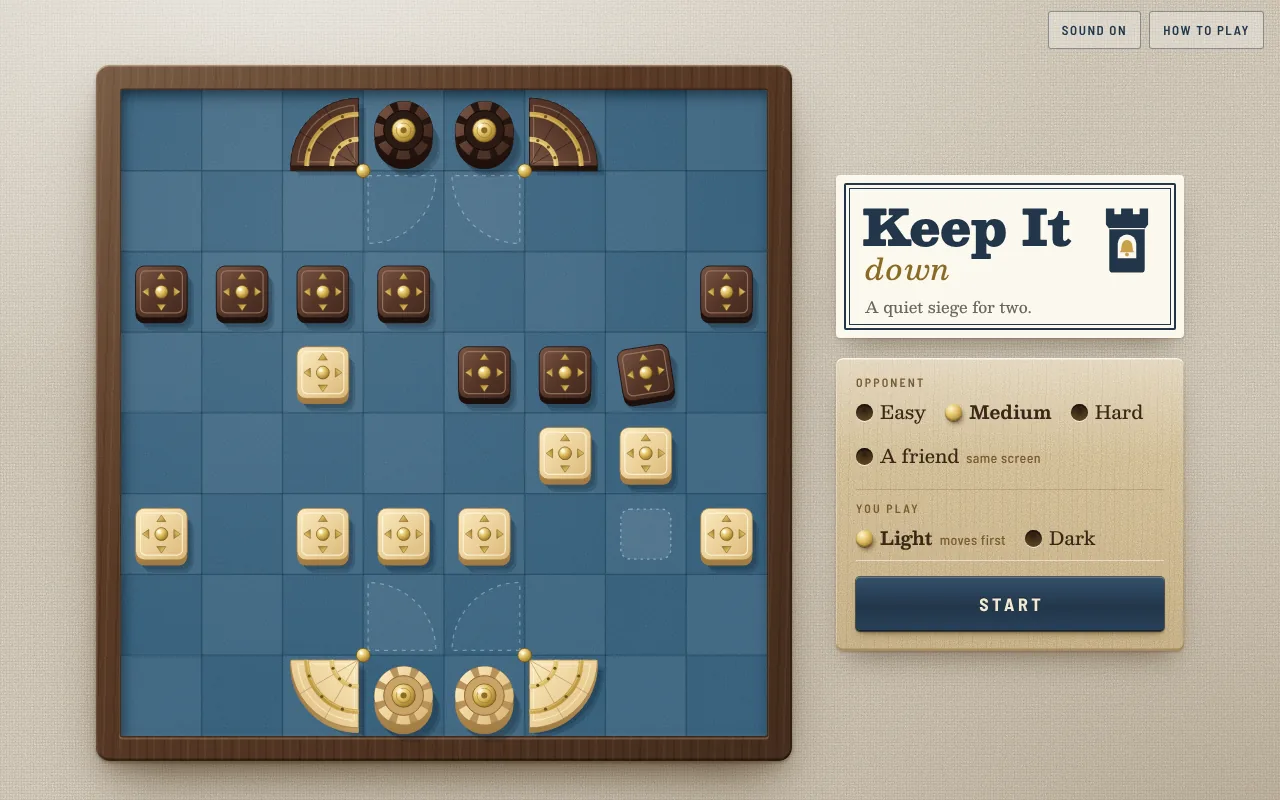 SOUND ON
HOW TO PLAY
Keep It
down
A quiet siege for two.
OPPONENT
Easy
Medium
Hard
A friend same screen
YOU PLAY
Light moves first
Dark
START